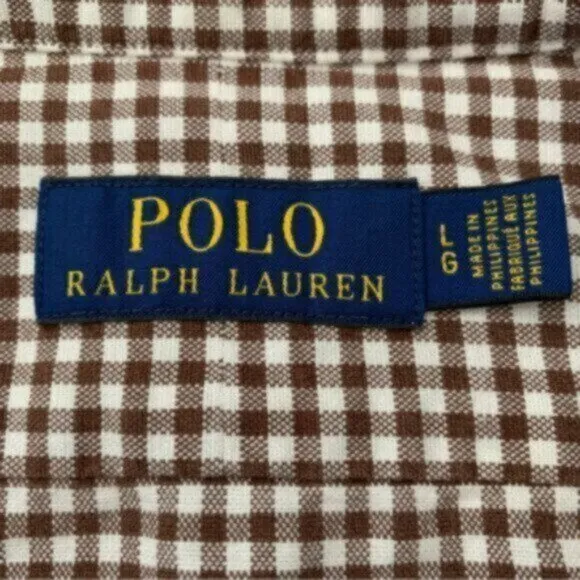 POLO
RALPH LAUREN
L
G
MADE IN
PHILIPPINES
FABRIQUÉ AUX
PHILIPPINES